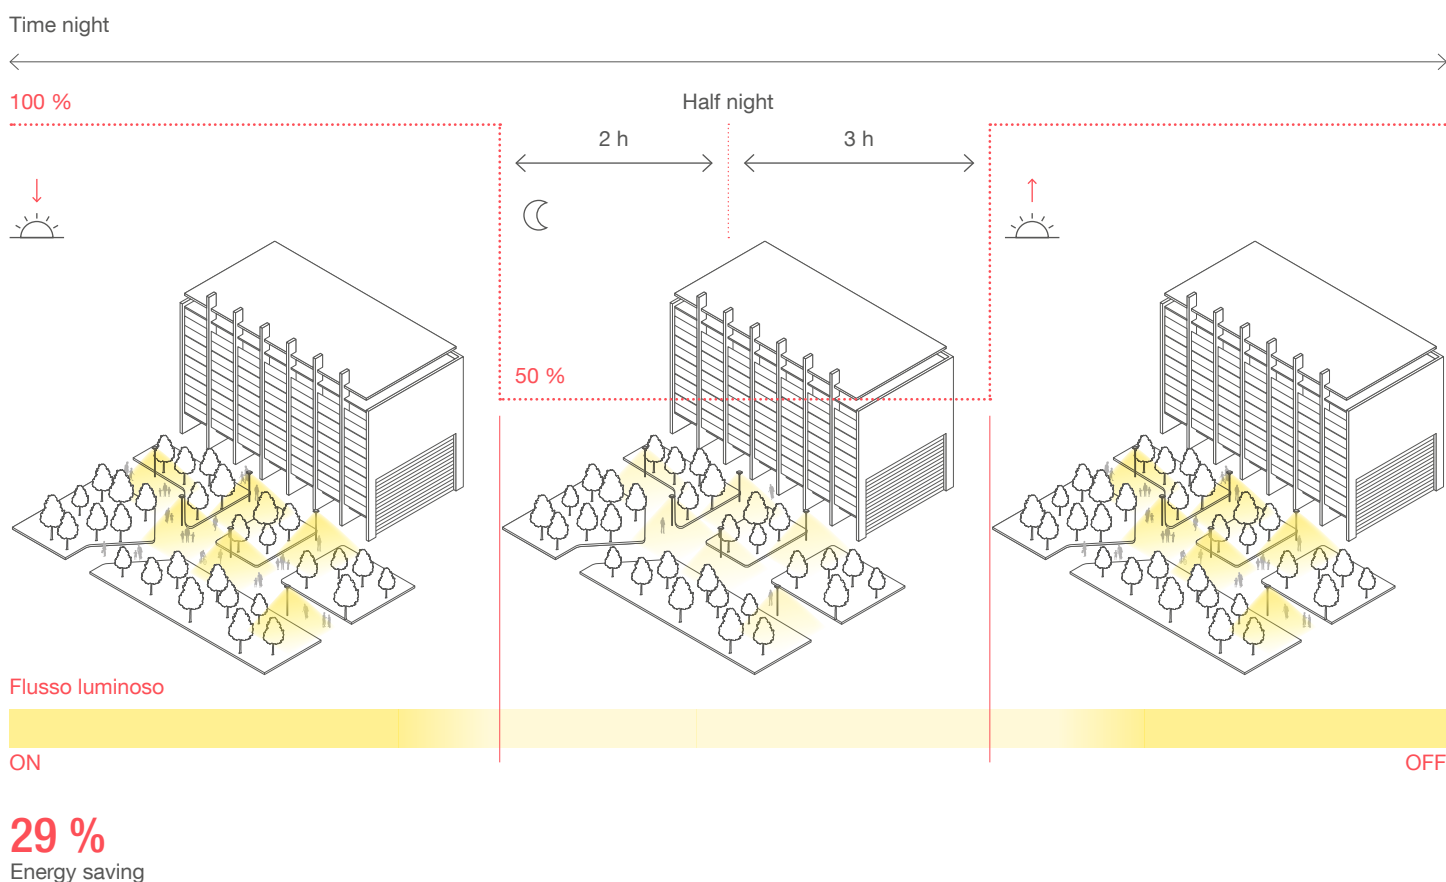 Time night
100 %
Half night
2 h
3 h
50 %
Flusso luminoso
ON
OFF
29 %
Energy saving